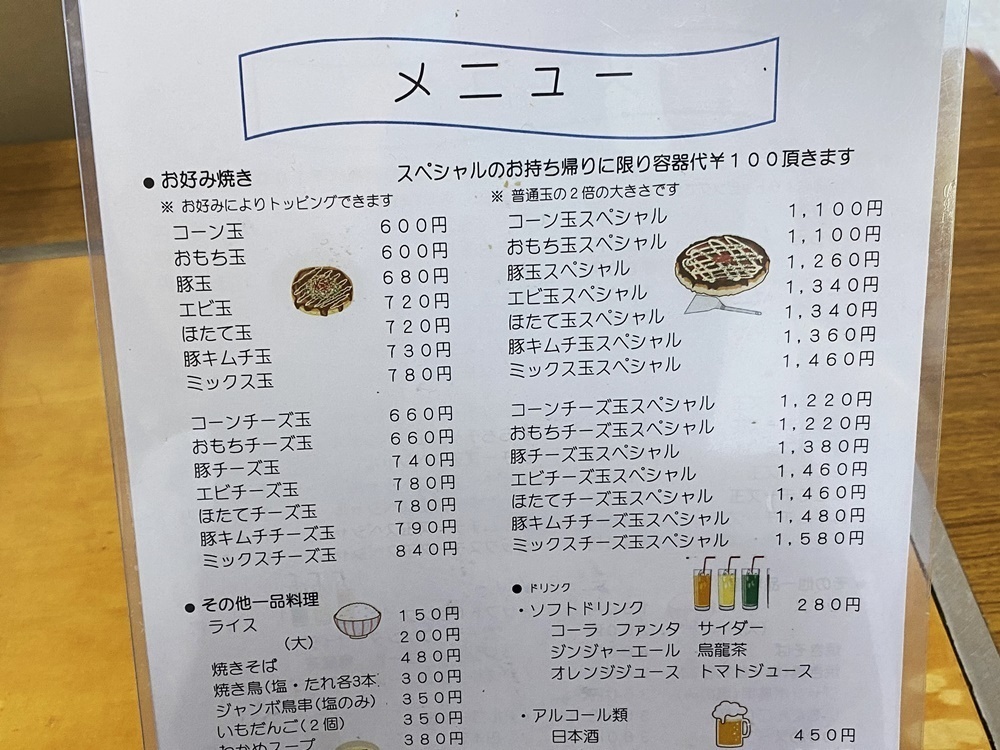 メニュー
スペシャルのお持ち帰りに限り容器代￥１００頂きます
●お好み焼き
※ お好みによりトッピングできます
コーン玉 ６００円
おもち玉 ６００円
豚玉 ６８０円
エビ玉 ７２０円
ほたて玉 ７２０円
豚キムチ玉 ７３０円
ミックス玉 ７８０円
コーンチーズ玉 ６６０円
おもちチーズ玉 ６６０円
豚チーズ玉 ７４０円
エビチーズ玉 ７８０円
ほたてチーズ玉 ７８０円
豚キムチチーズ玉 ７９０円
ミックスチーズ玉 ８４０円
※ 普通玉の２倍の大きさです
コーン玉スペシャル １，１００円
おもち玉スペシャル １，１００円
豚玉スペシャル １，２６０円
エビ玉スペシャル １，３４０円
ほたて玉スペシャル １，３４０円
豚キムチ玉スペシャル １，３６０円
ミックス玉スペシャル １，４６０円
コーンチーズ玉スペシャル １，２２０円
おもちチーズ玉スペシャル １，２２０円
豚チーズ玉スペシャル １，３８０円
エビチーズ玉スペシャル １，４６０円
ほたてチーズ玉スペシャル １，４６０円
豚キムチチーズ玉スペシャル １，４８０円
ミックスチーズ玉スペシャル １，５８０円
●その他一品料理
ライス １５０円
（大） ２００円
焼きそば ４８０円
焼き鳥（塩・たれ各3本 ３００円
ジャンボ鳥串（塩のみ） ３５０円
いもだんご（２個） ３５０円
わかめスープ ３８０円
●ドリンク
・ソフトドリンク ２８０円
コーラ　ファンタ　サイダー
ジンジャーエール　烏龍茶
オレンジジュース　トマトジュース
・アルコール類
日本酒 ４５０円